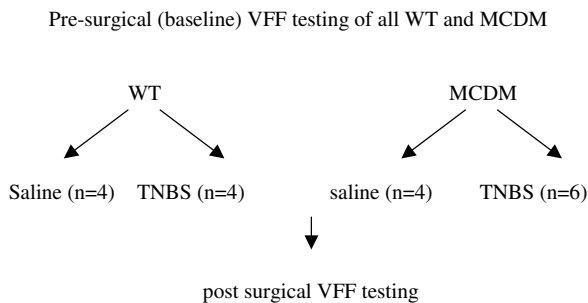 Pre-surgical (baseline) VFF testing of all WT and MCDM
WT MCDM
Saline (n=4) TNBS (n=4) saline (n=4) TNBS (n=6)
post surgical VFF testing